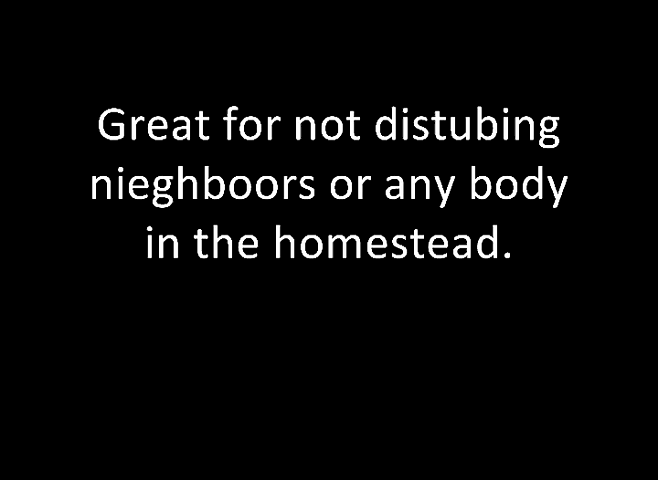 Great for not distubing
nieghboors or any body
in the homestead.